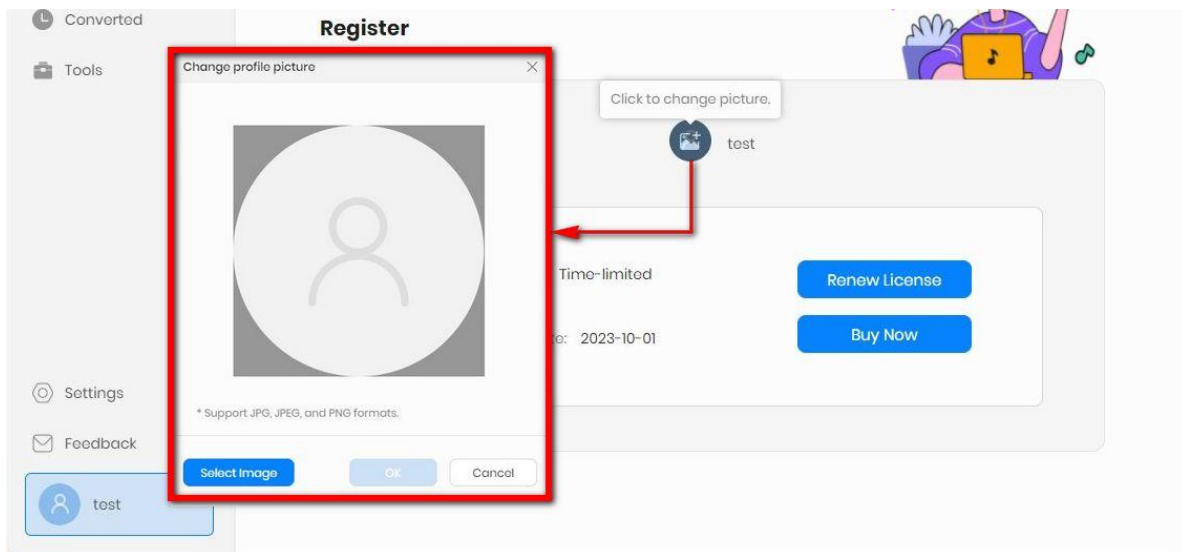 Converted
Tools
Settings
Feedback
test
Register
Change profile picture
* Support JPG, JPEG, and PNG formats.
Select Image
OK
Cancel
Click to change picture.
test
Time-limited
2023-10-01
Renew License
Buy Now